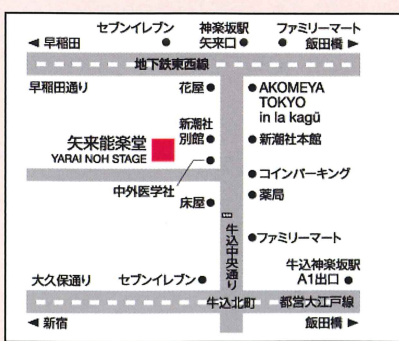 セブンイレブン
神楽坂駅
矢来口
ファミリーマート
◀ 早稲田
飯田橋 ▶
地下鉄東西線
早稲田通り
花屋
AKOMEYA
TOKYO
in la kagū
新潮社
別館
新潮社本館
矢来能楽堂
YARAI NOH STAGE
コインパーキング
中外医学社
薬局
床屋
牛込中央通り
ファミリーマート
大久保通り
セブンイレブン
牛込神楽坂駅
A1出口
牛込北町
都営大江戸線
◀ 新宿
飯田橋 ▶